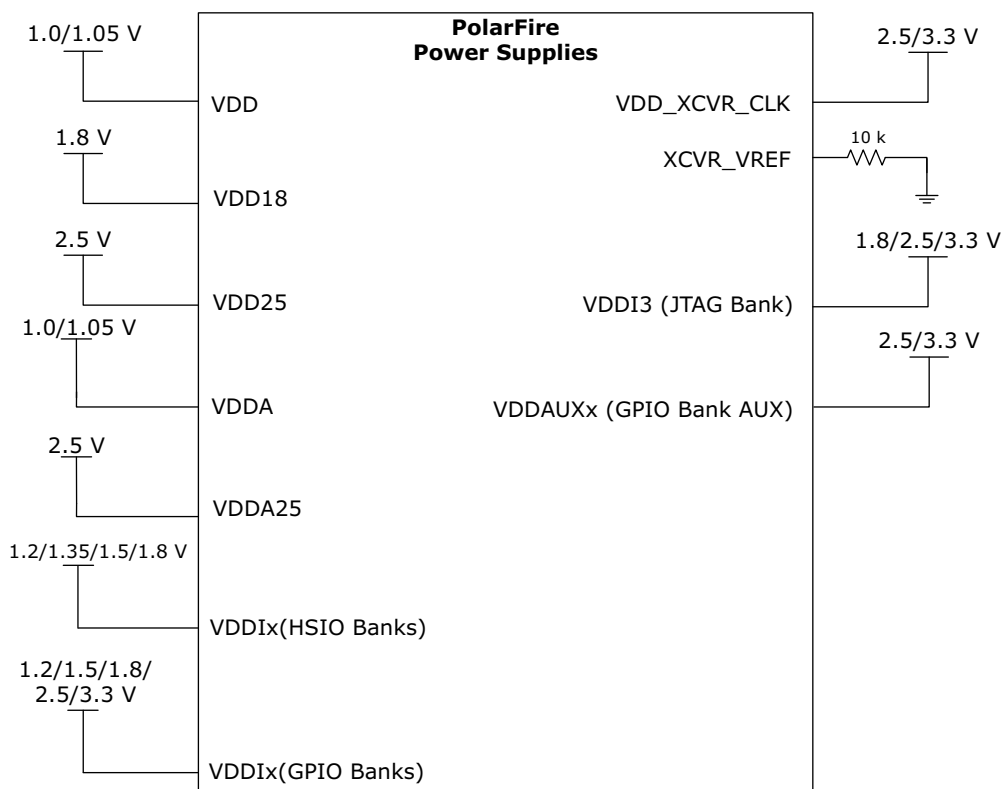 PolarFire
Power Supplies
1.0/1.05 V
VDD
1.8 V
VDD18
2.5 V
VDD25
1.0/1.05 V
VDDA
2.5 V
VDDA25
1.2/1.35/1.5/1.8 V
VDDIx(HSIO Banks)
1.2/1.5/1.8/
2.5/3.3 V
VDDIx(GPIO Banks)
2.5/3.3 V
VDD_XCVR_CLK
10 k
XCVR_VREF
1.8/2.5/3.3 V
VDDI3 (JTAG Bank)
2.5/3.3 V
VDDAUXx (GPIO Bank AUX)